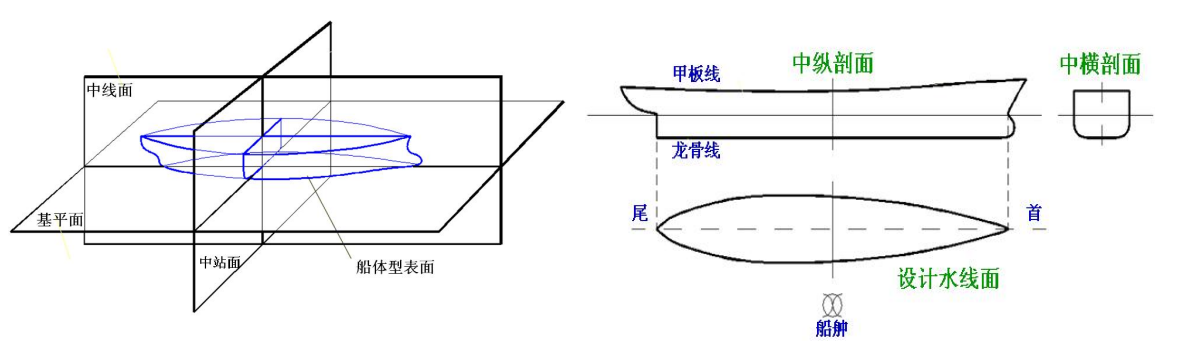 中线面
基平面
中站面
船体型表面
甲板线
中纵剖面
中横剖面
龙骨线
尾
首
设计水线面
船舯